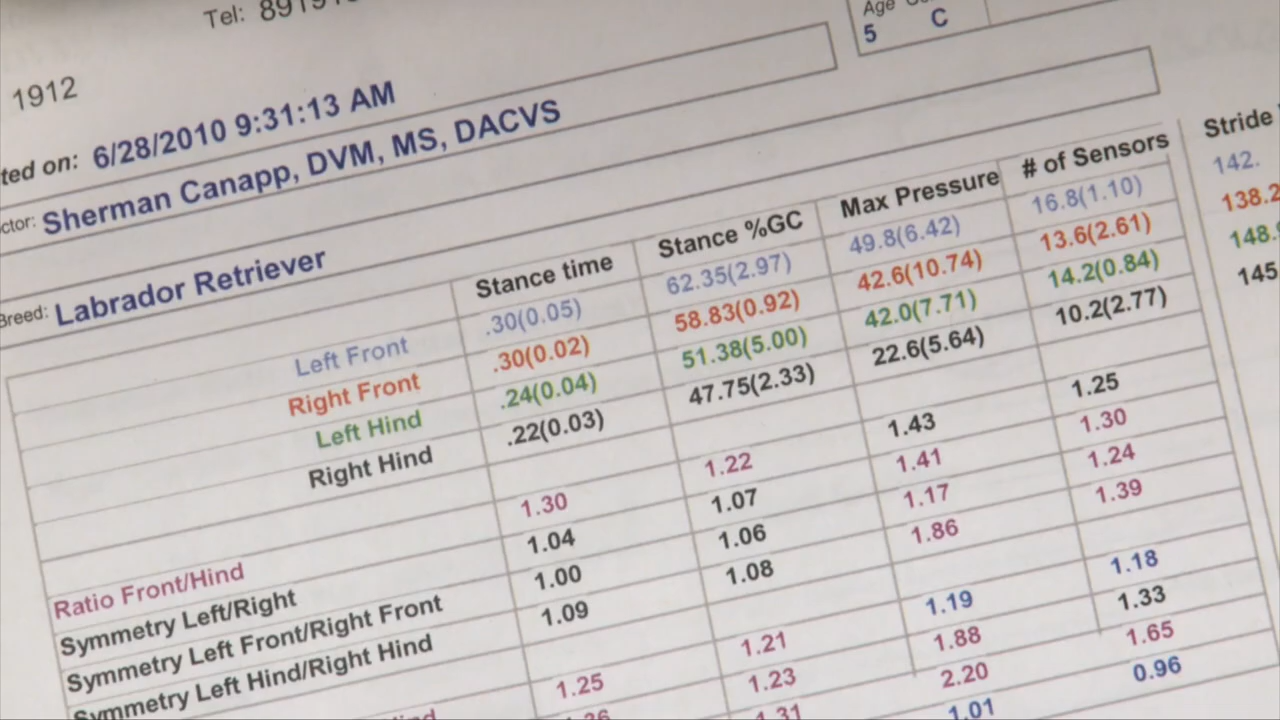 Tel:
Age
5 C
1912
ted on: 6/28/2010 9:31:13 AM
ctor: Sherman Canapp, DVM, MS, DACVS
Breed: Labrador Retriever
Stance time Stance %GC Max Pressure # of Sensors Stride
Left Front .30(0.05) 62.35(2.97) 49.8(6.42) 16.8(1.10) 142.
Right Front .30(0.02) 58.83(0.92) 42.6(10.74) 13.6(2.61) 138.2
Left Hind .24(0.04) 51.38(5.00) 42.0(7.71) 14.2(0.84) 148.9
Right Hind .22(0.03) 47.75(2.33) 22.6(5.64) 10.2(2.77) 145
Ratio Front/Hind 1.30 1.22 1.43 1.25
Symmetry Left/Right 1.04 1.07 1.41 1.30
Symmetry Left Front/Right Front 1.00 1.06 1.17 1.24
Symmetry Left Hind/Right Hind 1.09 1.08 1.86 1.39
1.25 1.21 1.19 1.18
1.23 1.88 1.33
1.31 2.20 1.65
1.01 0.96